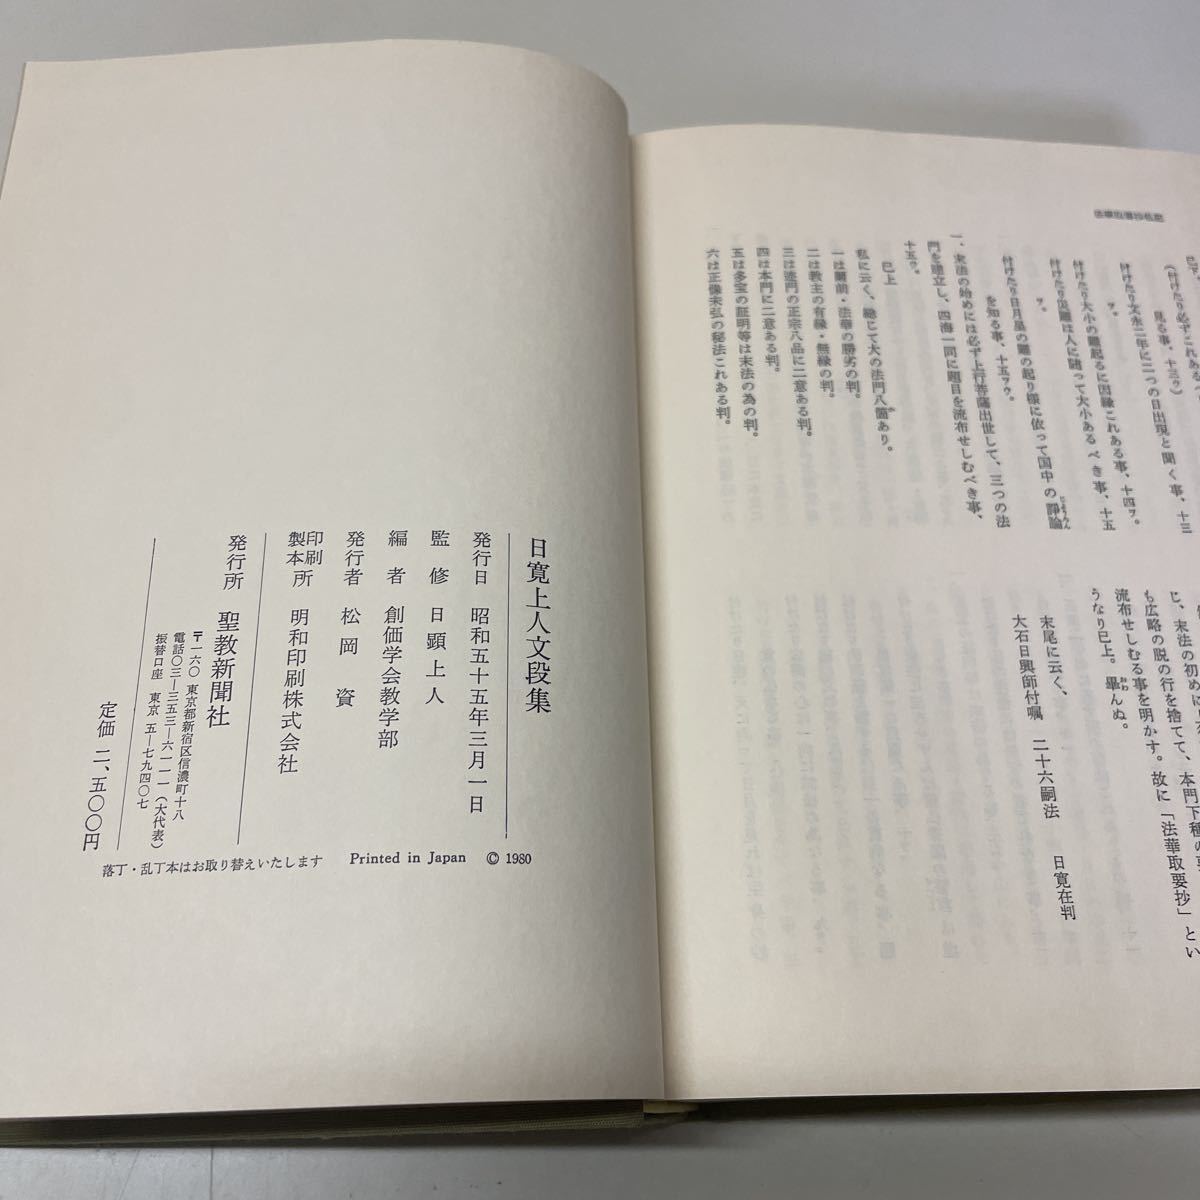 法華取要抄私記
見る事、十三ウ）
付けたり文永二年に二つの日出現と聞く事、十三
ヲ。
付けたり大小の難起るに因縁これある事、十四ヲ。
付けたり災難は人に随って大小あるべき事、十五
ヲ。
付けたり日月星の難の起り様に依って国中の諍論
を知る事、十五ヲウ。
一、末法の始めには必ず上行菩薩出世して、三つの法
門を建立し、四海一同に題目を流布せしむべき事、
十五ウ。
已上
私に云く、総じて大の法門八箇あり。
一は爾前・法華の勝劣の判。
二は教主の有縁・無縁の判。
三は迹門の正宗八品に二意ある判。
四は本門に二意ある判。
五は多宝の証明等は末法の為の判。
六は正像未弘の秘法これある判。
も広略の脱の行を捨てて、本門下種の
流布せしむる事を明かす。故に「法華取要抄」とい
うなり已上。畢んぬ。
末尾に云く、
大石日興師付嘱　二十六嗣法　日寛在判
日寛上人文段集
発行日　昭和五十五年三月一日
監修　日顕上人
編者　創価学会教学部
発行者　松岡　資
印刷製本所　明和印刷株式会社
発行所　聖教新聞社
〒一六〇　東京都新宿区信濃町十八
電話〇三―三五三―六一一一（大代表）
振替口座　東京　五―七九四〇七
定価　二、五〇〇円
落丁・乱丁本はお取り替えいたします　Printed in Japan　© 1980